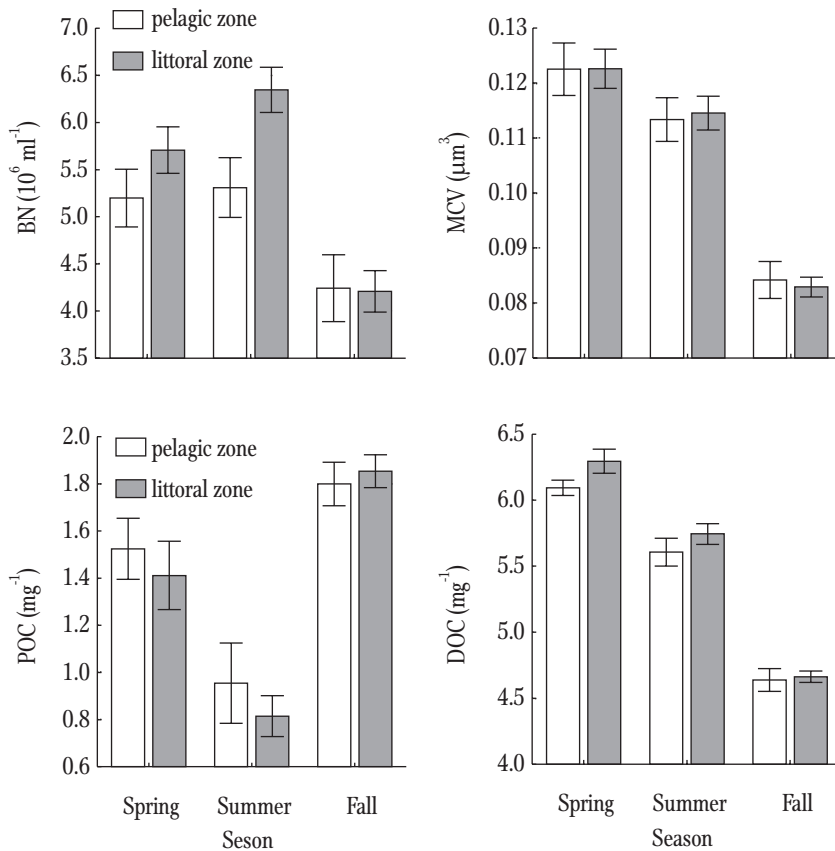 7.0
6.5
6.0
5.5
5.0
4.5
4.0
3.5
BN (10⁶ ml⁻¹)
pelagic zone
littoral zone
0.13
0.12
0.11
0.10
0.09
0.08
0.07
MCV (μm³)
2.0
1.8
1.6
1.4
1.2
1.0
0.8
0.6
POC (mg⁻¹)
pelagic zone
littoral zone
Spring Summer Fall
Seson
6.5
6.0
5.5
5.0
4.5
4.0
DOC (mg⁻¹)
Spring Summer Fall
Season